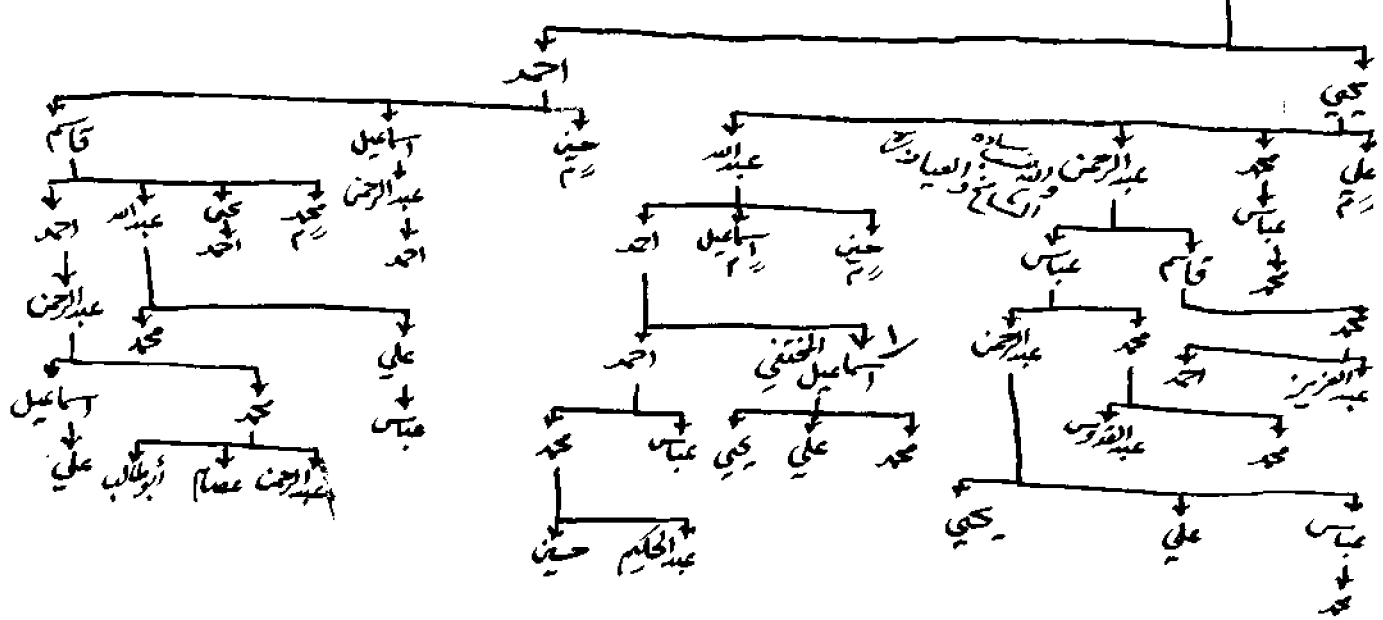 احمد
يحيى
قاسم
اسماعيل
حسين
عبدالله
عبدالرحمن
محمد
علي
احمد
عبدالله
يحيى
محمد
عبدالرحمن
احمد
اسماعيل
حسين
عباس
قاسم
عباس
احمد
احمد
محمد
عبدالرحمن
محمد
علي
احمد
اسماعيل المختفي
عبدالرحمن
محمد
محمد
احمد
عبدالعزيز
اسماعيل
محمد
عباس
محمد
عباس
يحيى
علي
محمد
عبدالقدوس
محمد
علي
أبوطالب
عصام
عبدالرحمن
حسين
عبدالحكيم
يحيى
علي
عباس
محمد